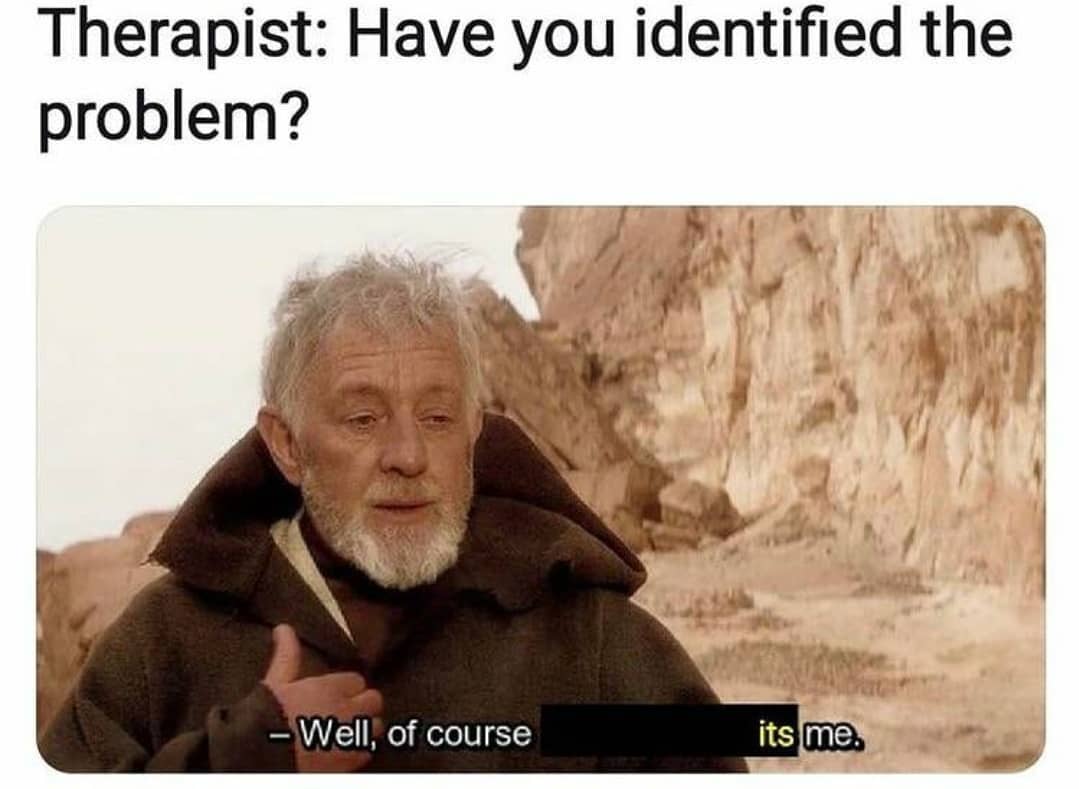 Therapist: Have you identified the
problem?
– Well, of course its me.